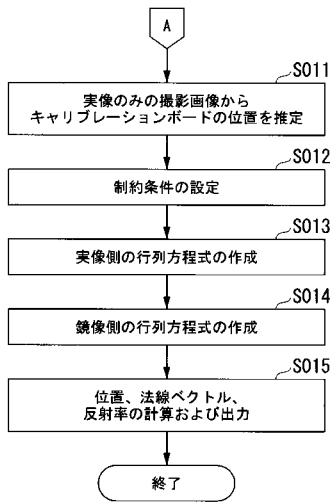 A
S011
実像のみの撮影画像から
キャリブレーションボードの位置を推定
S012
制約条件の設定
S013
実像側の行列方程式の作成
S014
鏡像側の行列方程式の作成
S015
位置、法線ベクトル、
反射率の計算および出力
終了